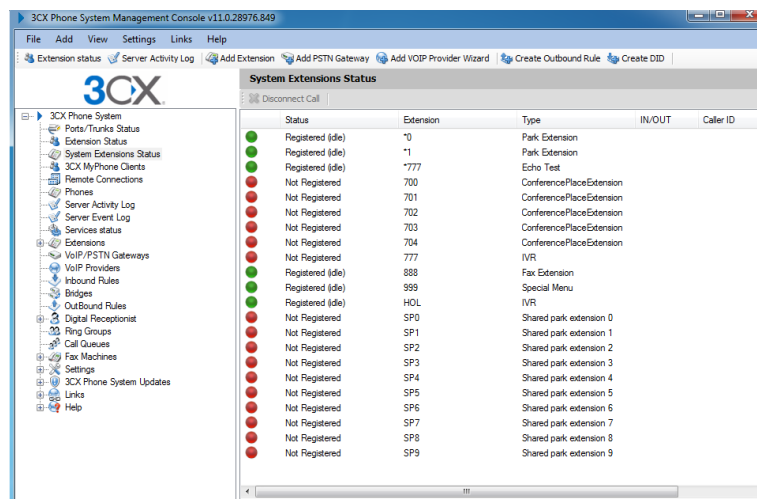 3CX Phone System Management Console v11.0.28976.849
File Add View Settings Links Help
Extension status Server Activity Log Add Extension Add PSTN Gateway Add VOIP Provider Wizard Create Outbound Rule Create DID
3CX
System Extensions Status
Disconnect Call
3CX Phone System
Ports/Trunks Status
Extension Status
System Extensions Status
3CX MyPhone Clients
Remote Connections
Phones
Server Activity Log
Server Event Log
Services status
Extensions
VoIP/PSTN Gateways
VoIP Providers
Inbound Rules
Bridges
OutBound Rules
Digital Receptionist
Ring Groups
Call Queues
Fax Machines
Settings
3CX Phone System Updates
Links
Help
Status Extension Type IN/OUT Caller ID
Registered (idle) *0 Park Extension
Registered (idle) *1 Park Extension
Registered (idle) *777 Echo Test
Not Registered 700 ConferencePlaceExtension
Not Registered 701 ConferencePlaceExtension
Not Registered 702 ConferencePlaceExtension
Not Registered 703 ConferencePlaceExtension
Not Registered 704 ConferencePlaceExtension
Not Registered 777 IVR
Registered (idle) 888 Fax Extension
Registered (idle) 999 Special Menu
Registered (idle) HOL IVR
Not Registered SP0 Shared park extension 0
Not Registered SP1 Shared park extension 1
Not Registered SP2 Shared park extension 2
Not Registered SP3 Shared park extension 3
Not Registered SP4 Shared park extension 4
Not Registered SP5 Shared park extension 5
Not Registered SP6 Shared park extension 6
Not Registered SP7 Shared park extension 7
Not Registered SP8 Shared park extension 8
Not Registered SP9 Shared park extension 9